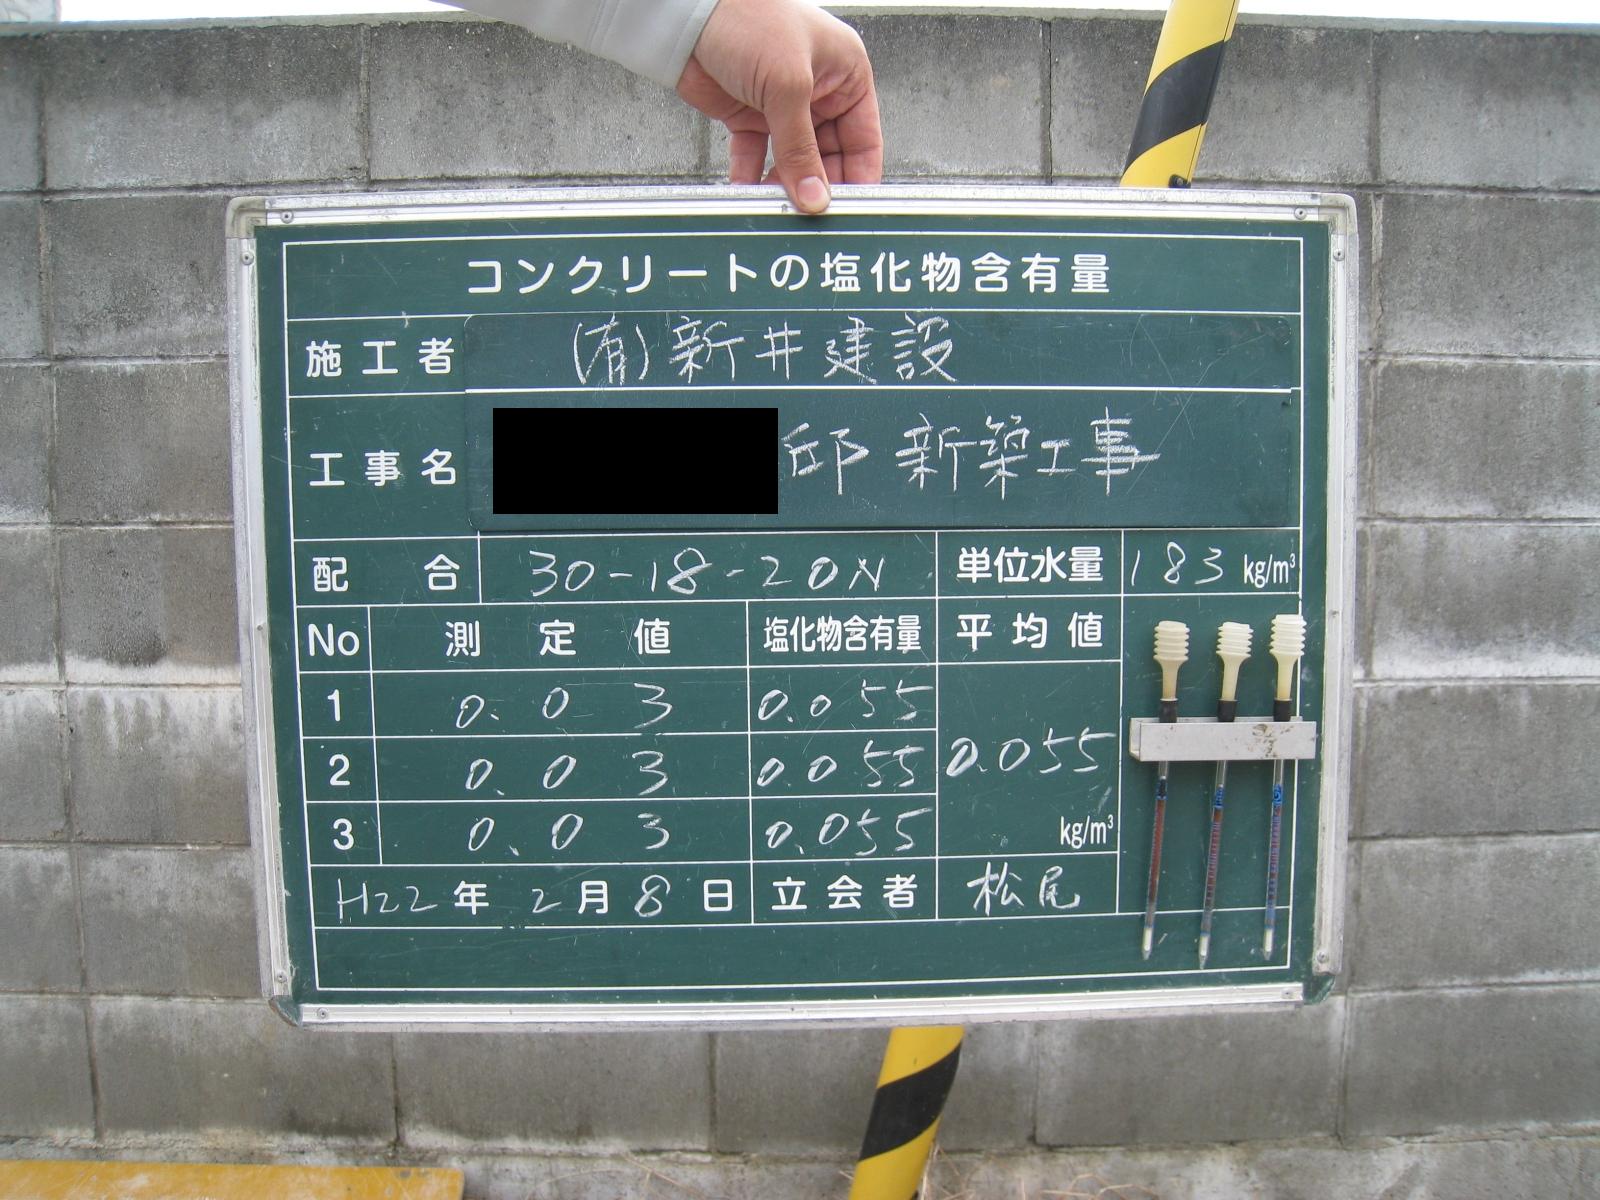 コンクリートの塩化物含有量
施工者 (有)新井建設
工事名 邸 新築工事
配合 30-18-20N 単位水量 183 kg/m³
No 測定値 塩化物含有量 平均値
1 0.03 0.055
2 0.03 0.055 0.055
3 0.03 0.055 kg/m³
H22年2月8日 立会者 松尾